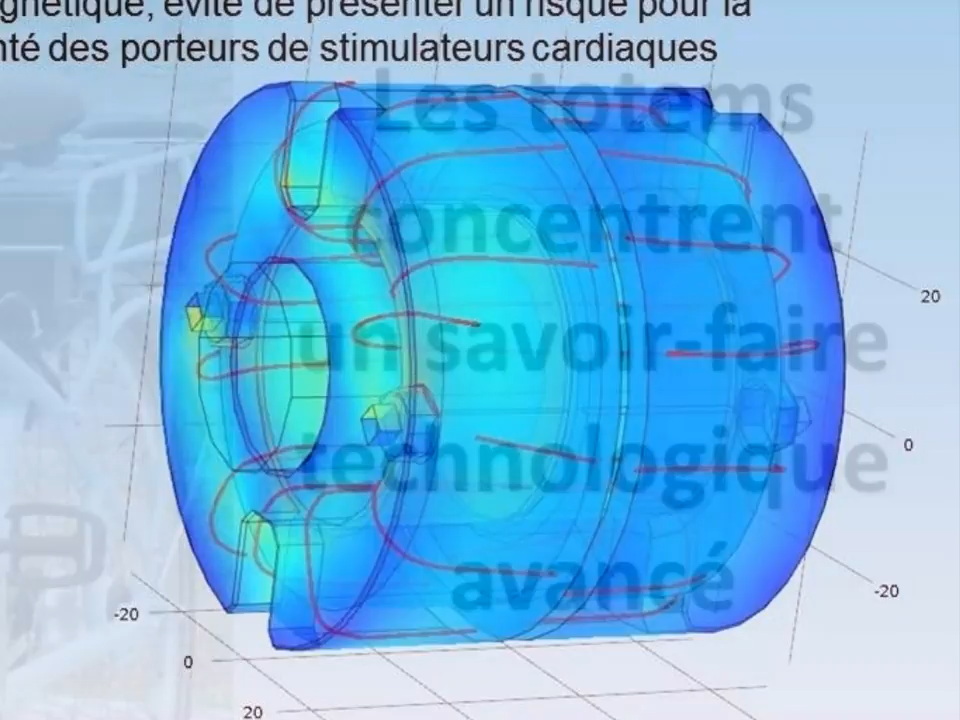 gnétique, évite de présenter un risque pour la
nté des porteurs de stimulateurs cardiaques
Les totems
concentrent
un savoir-faire
technologique
avancé
20
0
-20
-20
0
20